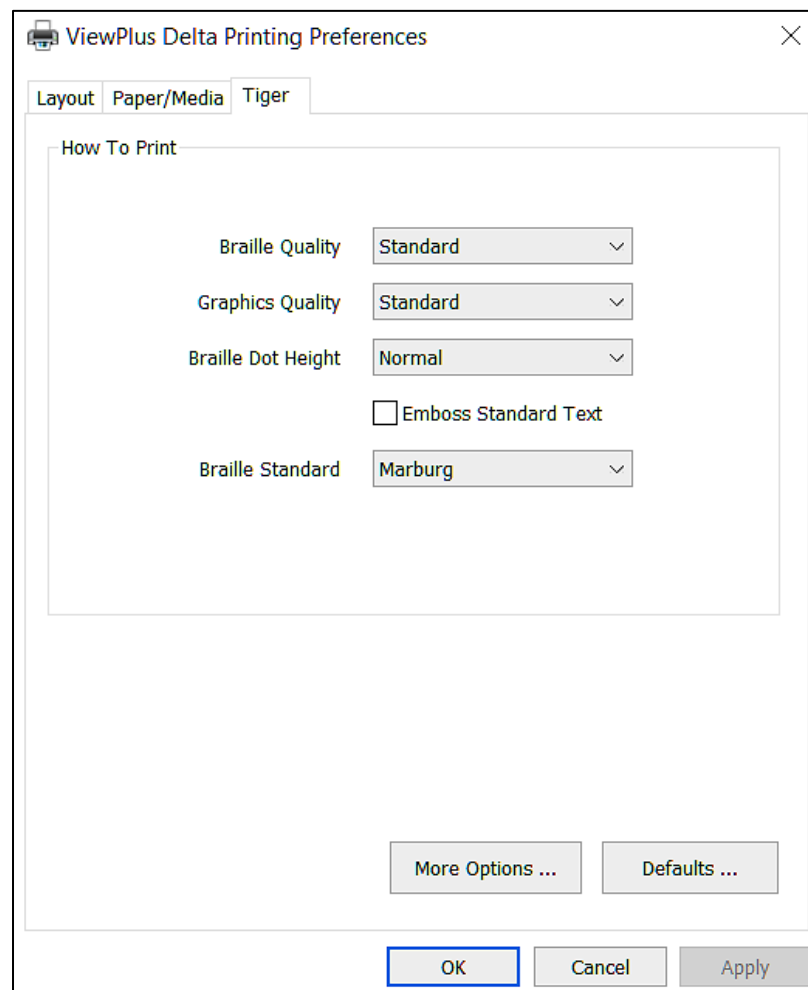 ViewPlus Delta Printing Preferences
Layout Paper/Media Tiger
How To Print
Braille Quality Standard
Graphics Quality Standard
Braille Dot Height Normal
Emboss Standard Text
Braille Standard Marburg
More Options ... Defaults ...
OK Cancel Apply